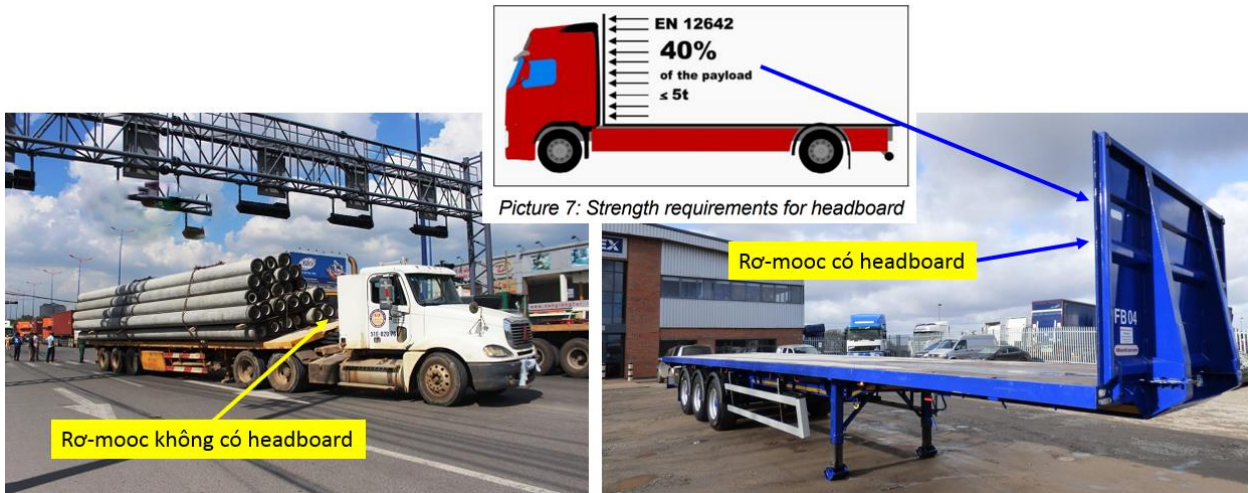 EN 12642
40%
of the payload
≤ 5t
Picture 7: Strength requirements for headboard
Rơ-mooc có headboard
Rơ-mooc không có headboard
EX
FB 04